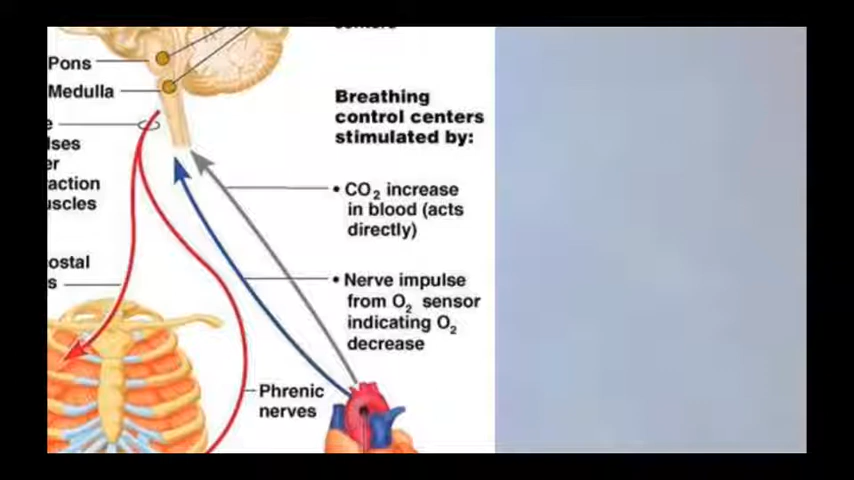 Pons
Medulla
Breathing
control centers
stimulated by:
• CO2 increase
in blood (acts
directly)
• Nerve impulse
from O2 sensor
indicating O2
decrease
Phrenic
nerves